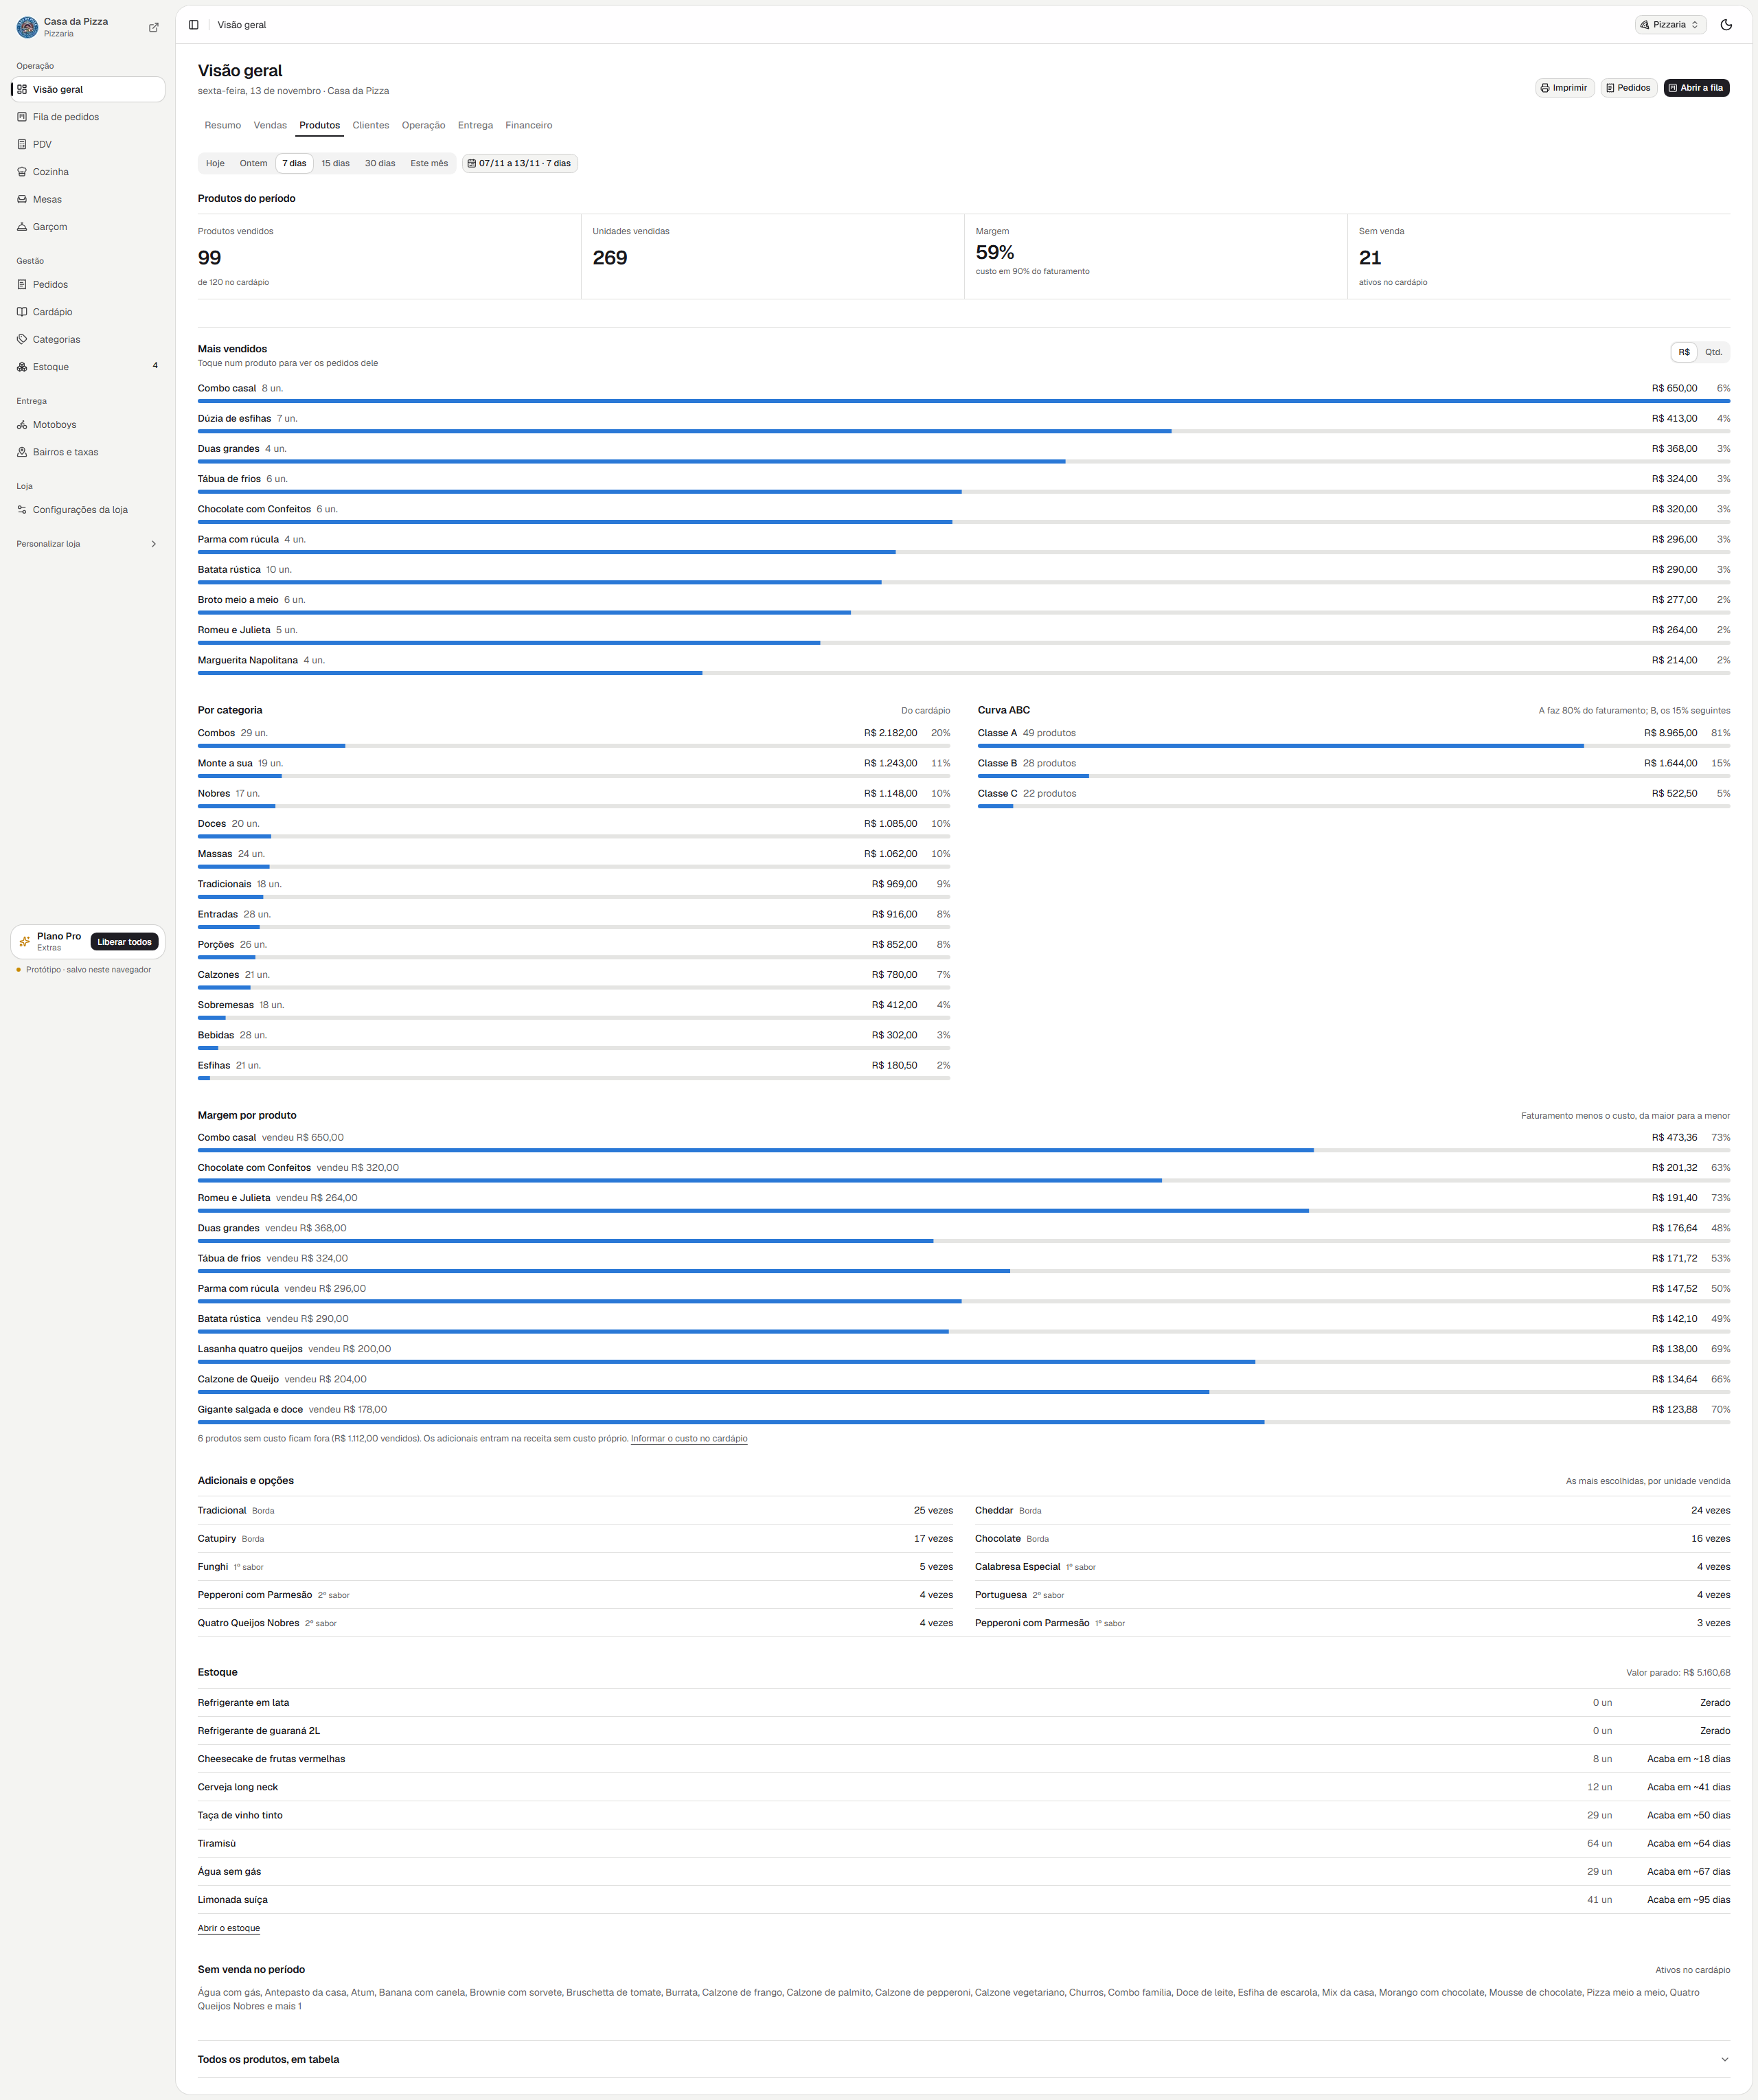 Casa da Pizza
Pizzaria
Operação
Visão geral
Fila de pedidos
PDV
Cozinha
Mesas
Garçom
Gestão
Pedidos
Cardápio
Categorias
Estoque 4
Entrega
Motoboys
Bairros e taxas
Loja
Configurações da loja
Personalizar loja
Plano Pro
Extras
Liberar todos
Protótipo · salvo neste navegador
Visão geral
Pizzaria
Visão geral
sexta-feira, 13 de novembro · Casa da Pizza
Imprimir Pedidos Abrir a fila
Resumo Vendas Produtos Clientes Operação Entrega Financeiro
Hoje Ontem 7 dias 15 dias 30 dias Este mês 07/11 a 13/11 · 7 dias
Produtos do período
Produtos vendidos
99
de 120 no cardápio
Unidades vendidas
269
Margem
59%
custo em 90% do faturamento
Sem venda
21
ativos no cardápio
Mais vendidos
Toque num produto para ver os pedidos dele
R$ Qtd.
Combo casal 8 un. R$ 650,00 6%
Dúzia de esfihas 7 un. R$ 413,00 4%
Duas grandes 4 un. R$ 368,00 3%
Tábua de frios 6 un. R$ 324,00 3%
Chocolate com Confeitos 6 un. R$ 320,00 3%
Parma com rúcula 4 un. R$ 296,00 3%
Batata rústica 10 un. R$ 290,00 3%
Broto meio a meio 6 un. R$ 277,00 2%
Romeu e Julieta 5 un. R$ 264,00 2%
Marguerita Napolitana 4 un. R$ 214,00 2%
Por categoria Do cardápio
Combos 29 un. R$ 2.182,00 20%
Monte a sua 19 un. R$ 1.243,00 11%
Nobres 17 un. R$ 1.148,00 10%
Doces 20 un. R$ 1.085,00 10%
Massas 24 un. R$ 1.062,00 10%
Tradicionais 18 un. R$ 969,00 9%
Entradas 28 un. R$ 916,00 8%
Porções 26 un. R$ 852,00 8%
Calzones 21 un. R$ 780,00 7%
Sobremesas 18 un. R$ 412,00 4%
Bebidas 28 un. R$ 302,00 3%
Esfihas 21 un. R$ 180,50 2%
Curva ABC A faz 80% do faturamento; B, os 15% seguintes
Classe A 49 produtos R$ 8.965,00 81%
Classe B 28 produtos R$ 1.644,00 15%
Classe C 22 produtos R$ 522,50 5%
Margem por produto Faturamento menos o custo, da maior para a menor
Combo casal vendeu R$ 650,00 R$ 473,36 73%
Chocolate com Confeitos vendeu R$ 320,00 R$ 201,32 63%
Romeu e Julieta vendeu R$ 264,00 R$ 191,40 73%
Duas grandes vendeu R$ 368,00 R$ 176,64 48%
Tábua de frios vendeu R$ 324,00 R$ 171,72 53%
Parma com rúcula vendeu R$ 296,00 R$ 147,52 50%
Batata rústica vendeu R$ 290,00 R$ 142,10 49%
Lasanha quatro queijos vendeu R$ 200,00 R$ 138,00 69%
Calzone de Queijo vendeu R$ 204,00 R$ 134,64 66%
Gigante salgada e doce vendeu R$ 178,00 R$ 123,88 70%
6 produtos sem custo ficam fora (R$ 1.112,00 vendidos). Os adicionais entram na receita sem custo próprio. Informar o custo no cardápio
Adicionais e opções As mais escolhidas, por unidade vendida
Tradicional Borda 25 vezes Cheddar Borda 24 vezes
Catupiry Borda 17 vezes Chocolate Borda 16 vezes
Funghi 1º sabor 5 vezes Calabresa Especial 1º sabor 4 vezes
Pepperoni com Parmesão 2º sabor 4 vezes Portuguesa 2º sabor 4 vezes
Quatro Queijos Nobres 2º sabor 4 vezes Pepperoni com Parmesão 1º sabor 3 vezes
Estoque Valor parado: R$ 5.160,68
Refrigerante em lata 0 un Zerado
Refrigerante de guaraná 2L 0 un Zerado
Cheesecake de frutas vermelhas 8 un Acaba em ~18 dias
Cerveja long neck 12 un Acaba em ~41 dias
Taça de vinho tinto 29 un Acaba em ~50 dias
Tiramisù 64 un Acaba em ~64 dias
Água sem gás 29 un Acaba em ~67 dias
Limonada suíça 41 un Acaba em ~95 dias
Abrir o estoque
Sem venda no período Ativos no cardápio
Água com gás, Antepasto da casa, Atum, Banana com canela, Brownie com sorvete, Bruschetta de tomate, Burrata, Calzone de frango, Calzone de palmito, Calzone de pepperoni, Calzone vegetariano, Churros, Combo família, Doce de leite, Esfiha de escarola, Mix da casa, Morango com chocolate, Mousse de chocolate, Pizza meio a meio, Quatro
Queijos Nobres e mais 1
Todos os produtos, em tabela